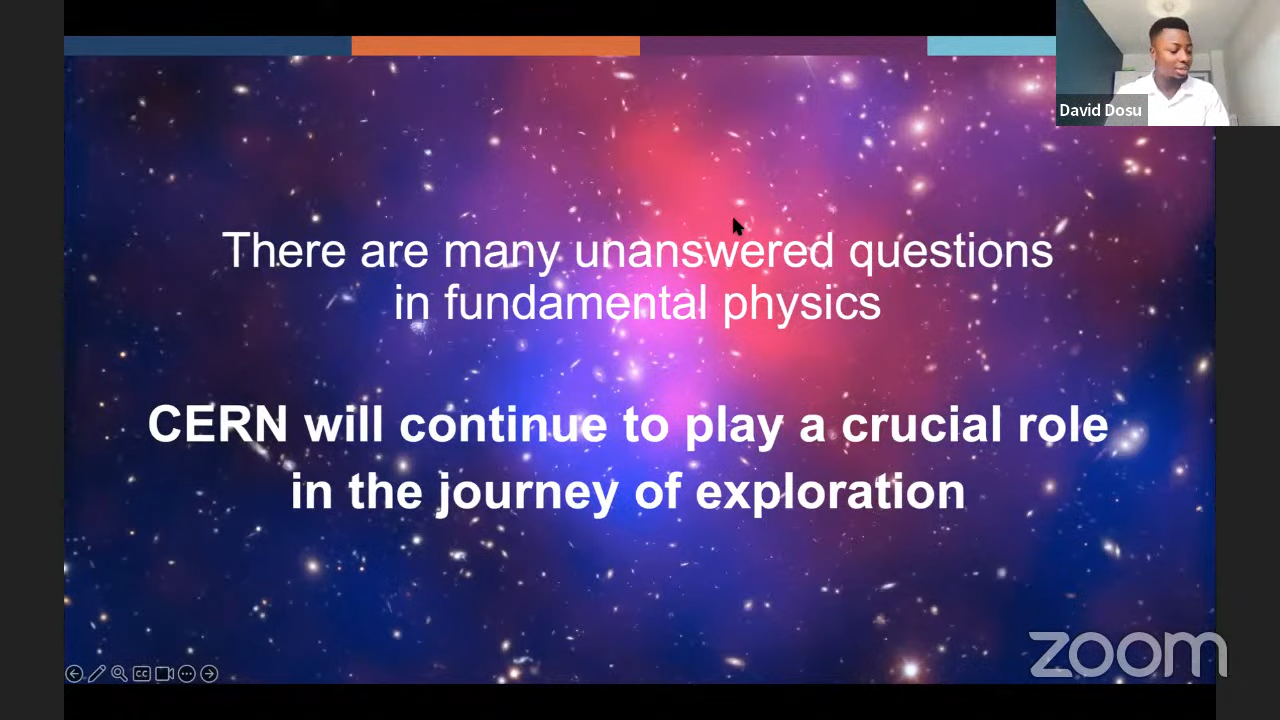 David Dosu
There are many unanswered questions
in fundamental physics
CERN will continue to play a crucial role
in the journey of exploration
CC
zoom